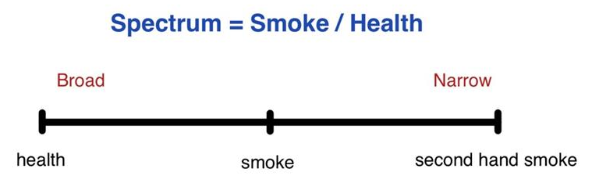 Spectrum = Smoke / Health
Broad Narrow
health smoke second hand smoke